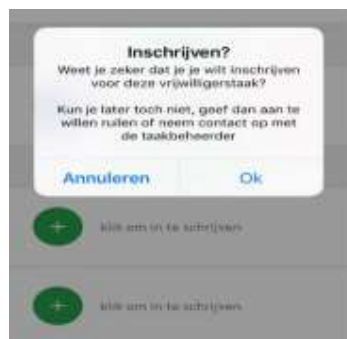 Inschrijven?
Weet je zeker dat je je wilt inschrijven
voor deze vrijwilligerstaak?
Kun je later toch niet, geef dan aan te
willen ruilen of neem contact op met
de taakbeheerder
Annuleren Ok
klik om in te schrijven
klik om in te schrijven